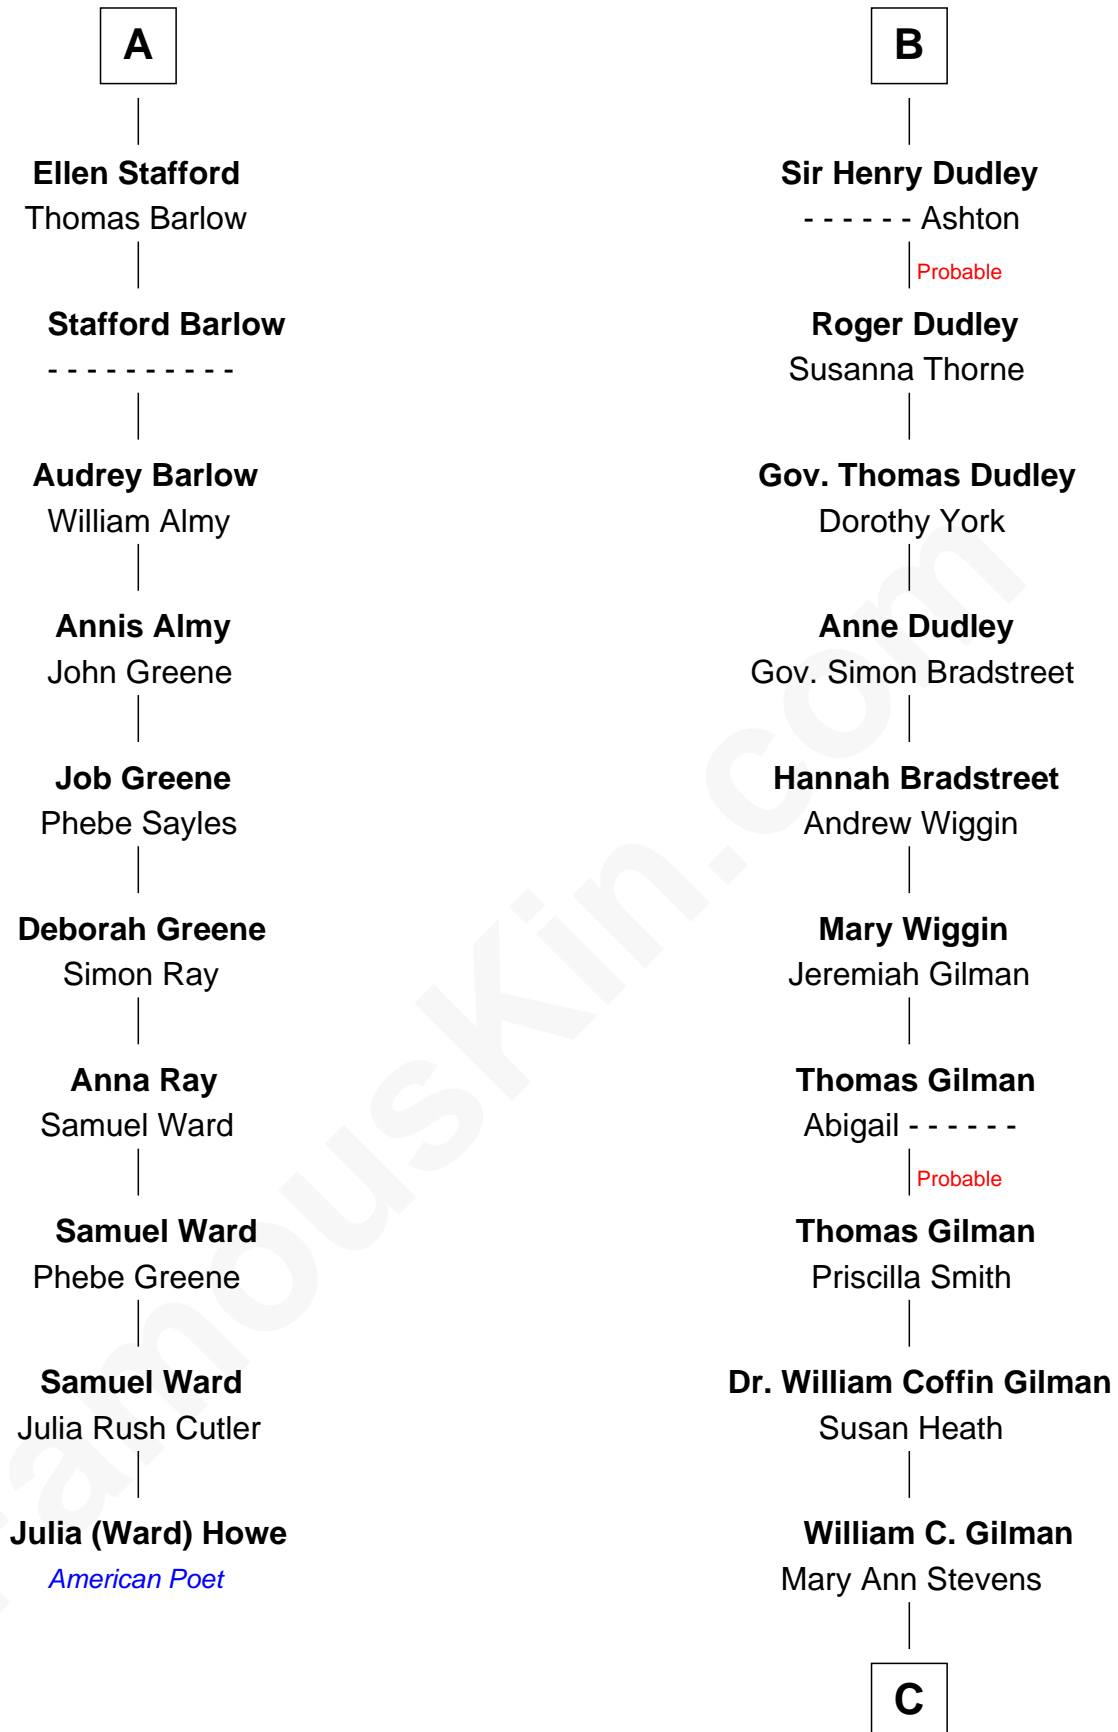 A
Ellen Stafford
Thomas Barlow
Stafford Barlow
- - - - - - - - - -
Audrey Barlow
William Almy
Annis Almy
John Greene
Job Greene
Phebe Sayles
Deborah Greene
Simon Ray
Anna Ray
Samuel Ward
Samuel Ward
Phebe Greene
Samuel Ward
Julia Rush Cutler
Julia (Ward) Howe
American Poet
B
Sir Henry Dudley
- - - - - - Ashton
Probable
Roger Dudley
Susanna Thorne
Gov. Thomas Dudley
Dorothy York
Anne Dudley
Gov. Simon Bradstreet
Hannah Bradstreet
Andrew Wiggin
Mary Wiggin
Jeremiah Gilman
Thomas Gilman
Abigail - - - - - -
Probable
Thomas Gilman
Priscilla Smith
Dr. William Coffin Gilman
Susan Heath
William C. Gilman
Mary Ann Stevens
C
FamousKin.com